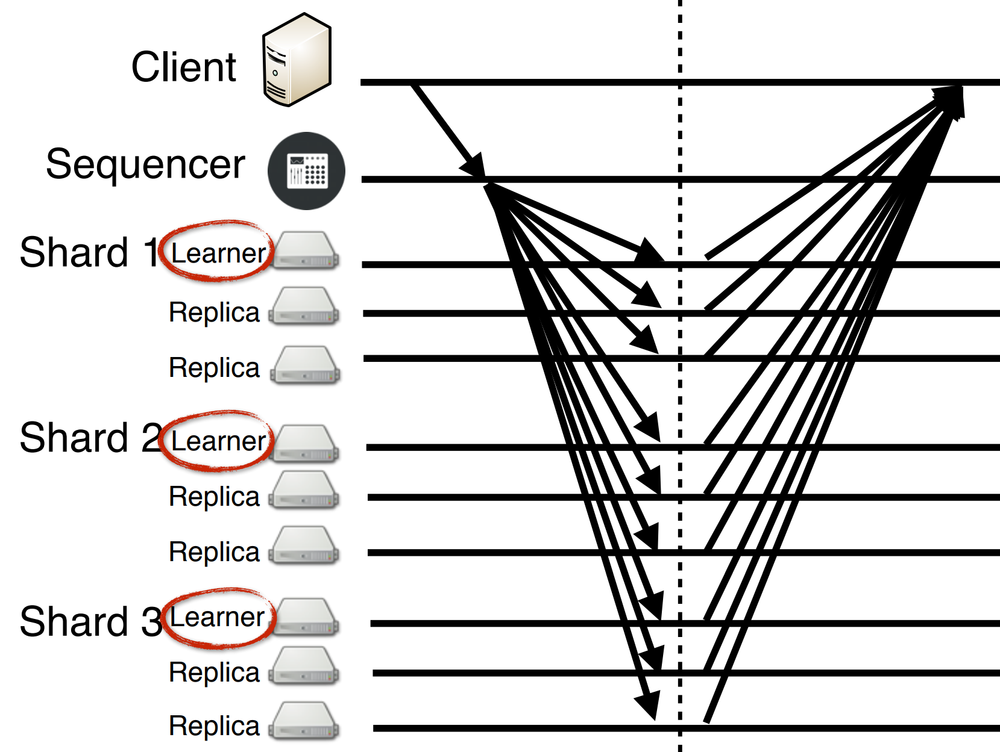 Client
Sequencer
Shard 1 Learner
Replica
Replica
Shard 2 Learner
Replica
Replica
Shard 3 Learner
Replica
Replica